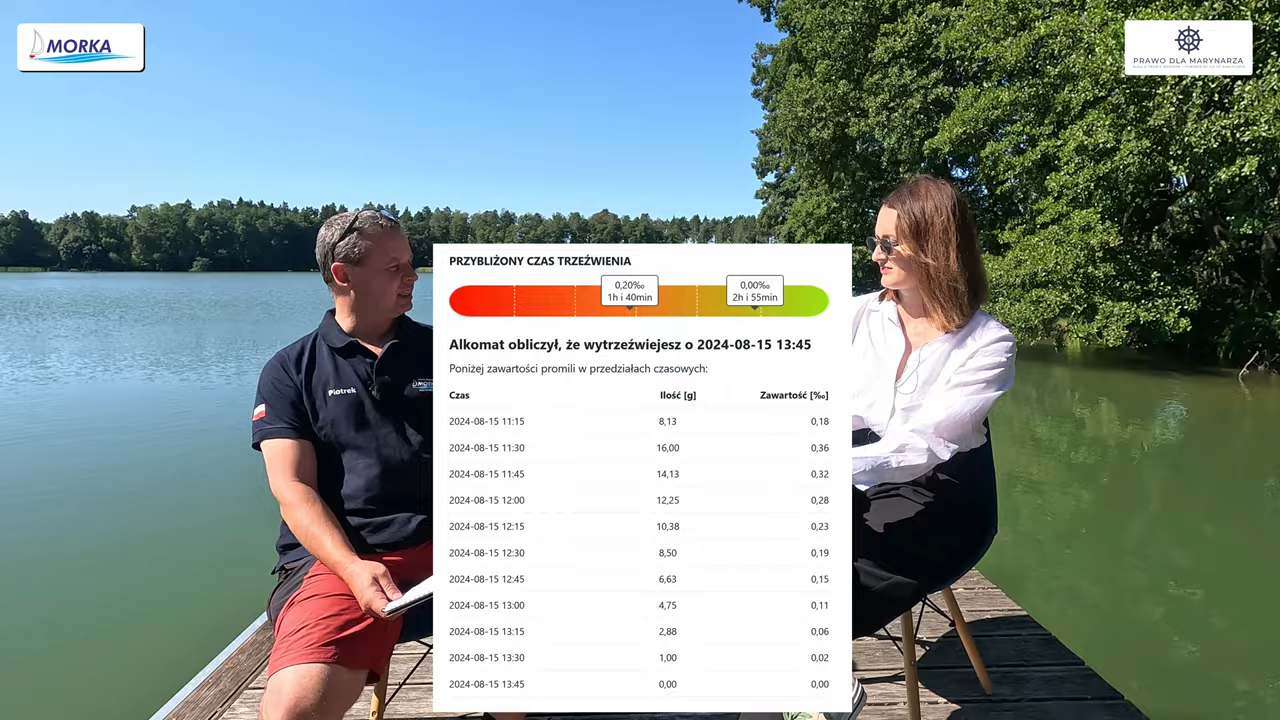 MORKA
PRAWO DLA MARYNARZA
PRZYBLIŻONY CZAS TRZEŹWIENIA
0,20‰
1h i 40min
0,00‰
2h i 55min
Alkomat obliczył, że wytrzeźwiejesz o 2024-08-15 13:45
Poniżej zawartości promili w przedziałach czasowych:
Czas Ilość [g] Zawartość [‰]
2024-08-15 11:15 8,13 0,18
2024-08-15 11:30 16,00 0,36
2024-08-15 11:45 14,13 0,32
2024-08-15 12:00 12,25 0,28
2024-08-15 12:15 10,38 0,23
2024-08-15 12:30 8,50 0,19
2024-08-15 12:45 6,63 0,15
2024-08-15 13:00 4,75 0,11
2024-08-15 13:15 2,88 0,06
2024-08-15 13:30 1,00 0,02
2024-08-15 13:45 0,00 0,00
Piotrek